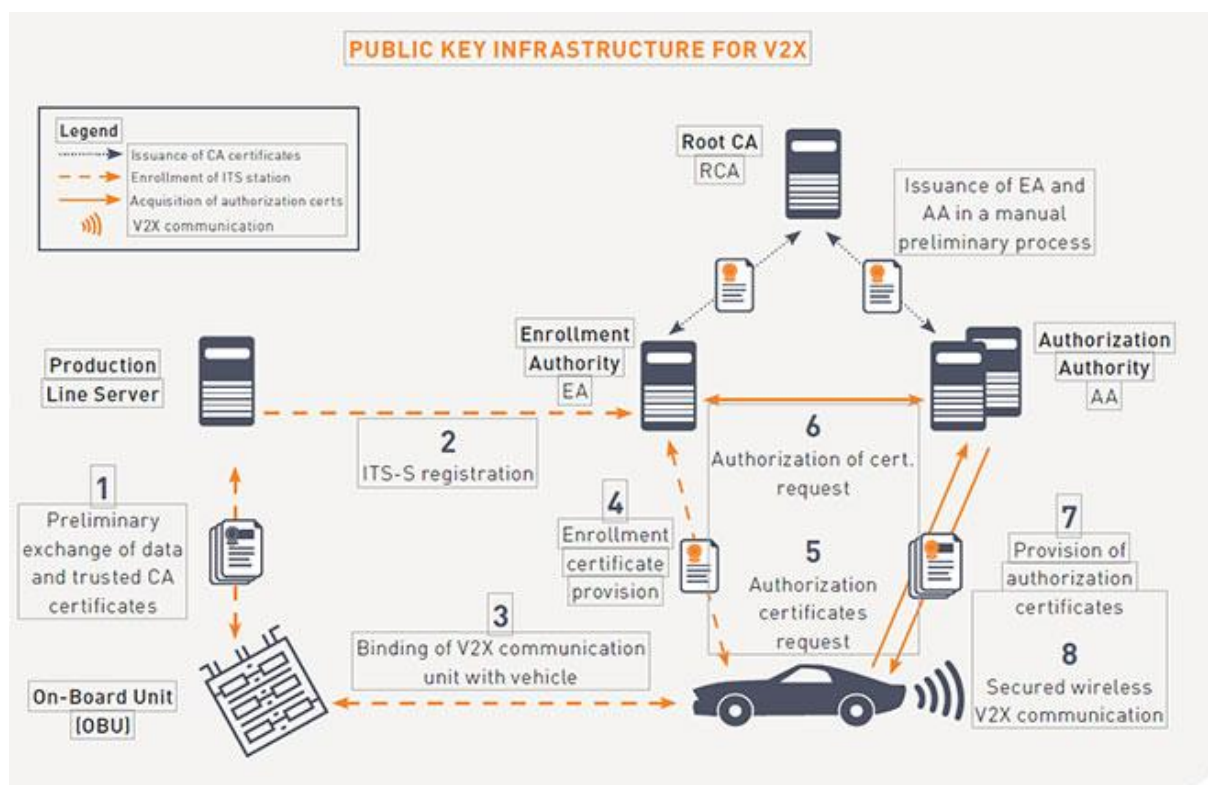 PUBLIC KEY INFRASTRUCTURE FOR V2X
Legend
Issuance of CA certificates
Enrollment of ITS station
Acquisition of authorization certs
V2X communication
Root CA
RCA
Issuance of EA and
AA in a manual
preliminary process
Production
Line Server
Enrollment
Authority
EA
Authorization
Authority
AA
1
Preliminary
exchange of data
and trusted CA
certificates
2
ITS-S registration
3
Binding of V2X communication
unit with vehicle
4
Enrollment
certificate
provision
6
Authorization of cert.
request
5
Authorization
certificates
request
7
Provision of
authorization
certificates
8
Secured wireless
V2X communication
On-Board Unit
(OBU)